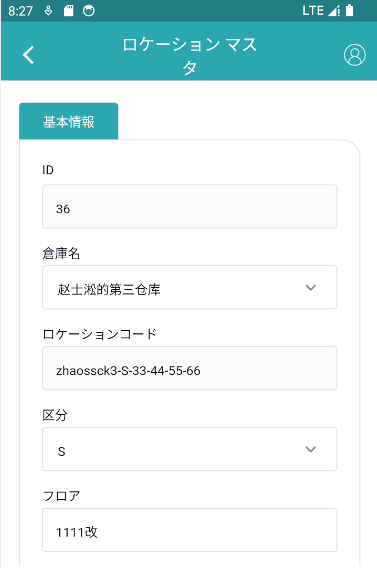 8:27
LTE
ロケーション マス
タ
基本情報
ID
36
倉庫名
赵士淞的第三仓库
ロケーションコード
zhaossck3-S-33-44-55-66
区分
S
フロア
1111改